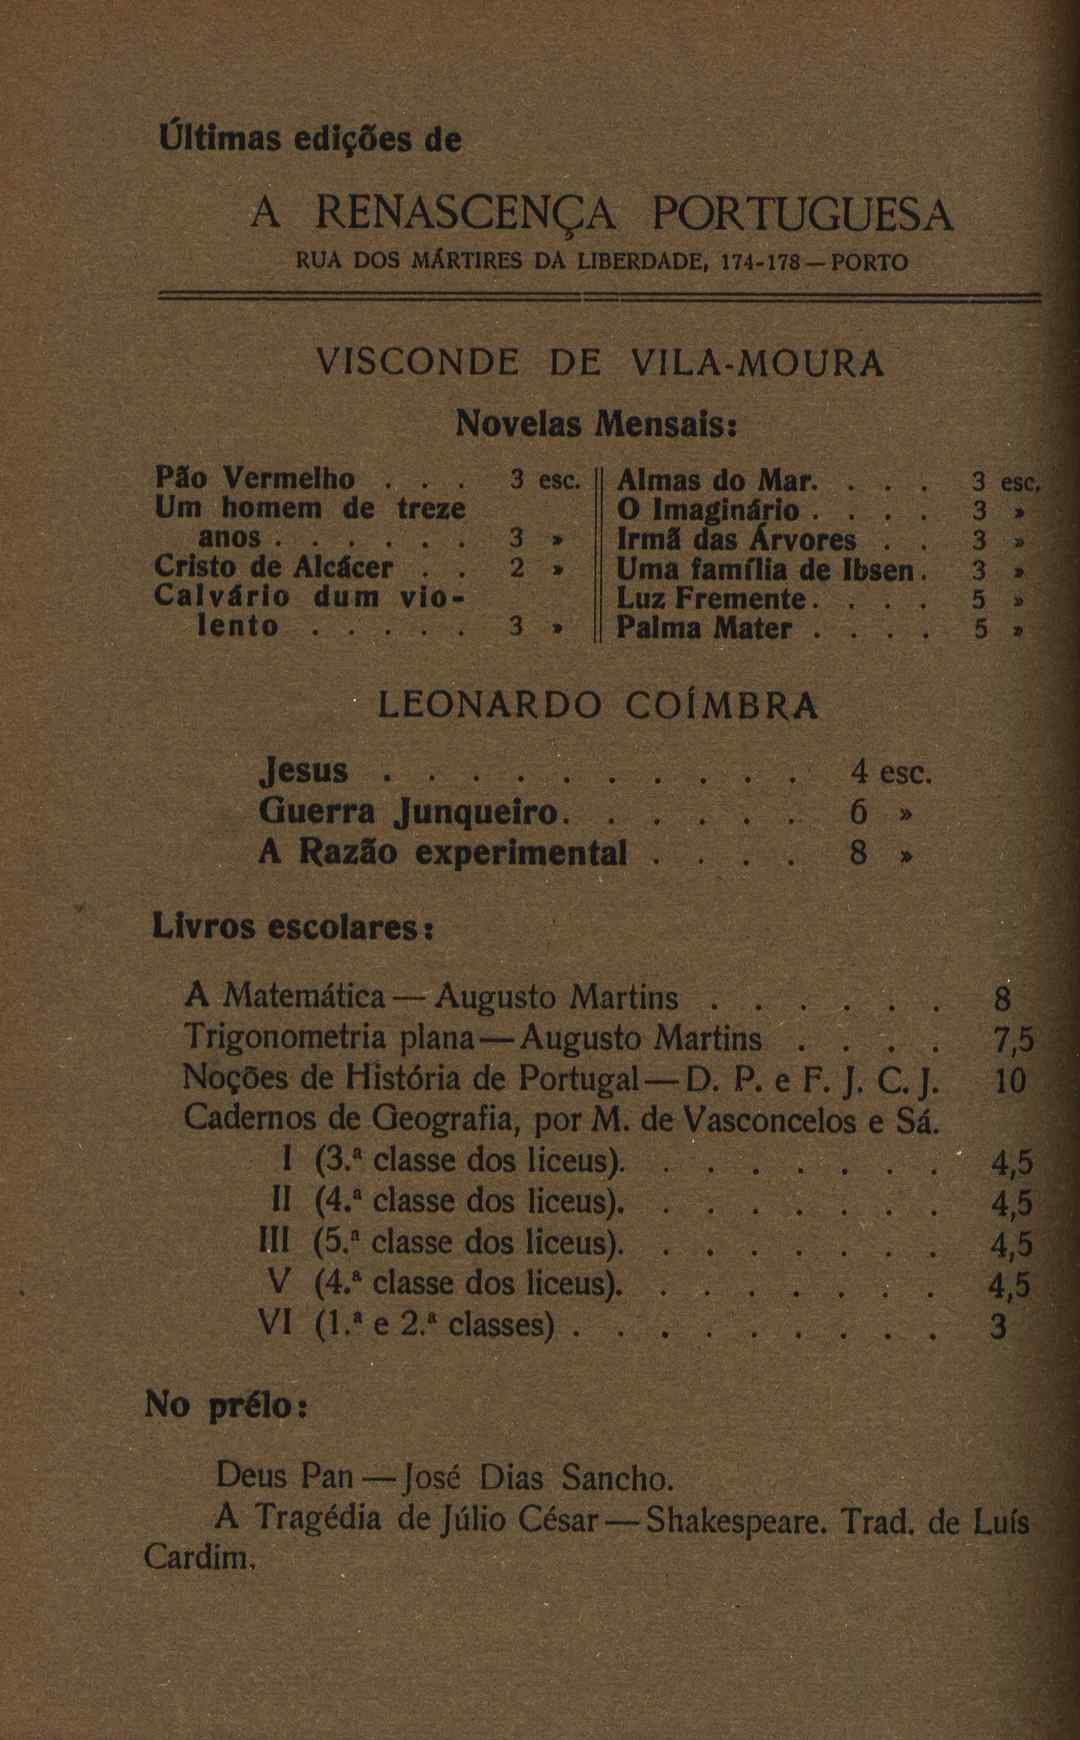 Últimas edições de
A RENASCENÇA PORTUGUESA
RUA DOS MÁRTIRES DA LIBERDADE, 174-178 — PORTO
VISCONDE DE VILA-MOURA
Novelas Mensais:
Pão Vermelho . . . 3 esc.
Um homem de treze
anos . . . . . . 3 »
Cristo de Alcácer . . 2 »
Calvário dum vio-
lento . . . . . 3 »
Almas do Mar. . . . 3 esc.
O Imaginário . . . . 3 »
Irmã das Árvores . . 3 »
Uma família de Ibsen . 3 »
Luz Fremente . . . . 5 »
Palma Mater . . . . 5 »
LEONARDO COÍMBRA
Jesus . . . . . . . . . . 4 esc.
Guerra Junqueiro. . . . . . 6 »
A Razão experimental . . . . 8 »
Livros escolares:
A Matemática — Augusto Martins . . . . . . 8
Trigonometria plana — Augusto Martins . . . . 7,5
Noções de História de Portugal — D. P. e F. J. C. J. 10
Cadernos de Geografia, por M. de Vasconcelos e Sá.
I (3.ª classe dos liceus). . . . . . . . 4,5
II (4.ª classe dos liceus). . . . . . . . 4,5
III (5.ª classe dos liceus). . . . . . . . 4,5
V (4.ª classe dos liceus). . . . . . . . 4,5
VI (1.ª e 2.ª classes) . . . . . . . . . 3
No prélo:
Deus Pan — José Dias Sancho.
A Tragédia de Júlio César — Shakespeare. Trad. de Luís
Cardim.